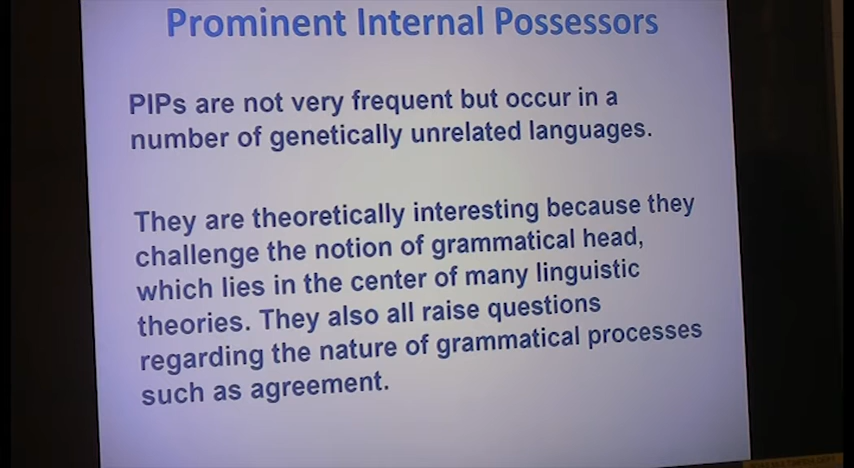 Prominent Internal Possessors
PIPs are not very frequent but occur in a
number of genetically unrelated languages.
They are theoretically interesting because they
challenge the notion of grammatical head,
which lies in the center of many linguistic
theories. They also all raise questions
regarding the nature of grammatical processes
such as agreement.